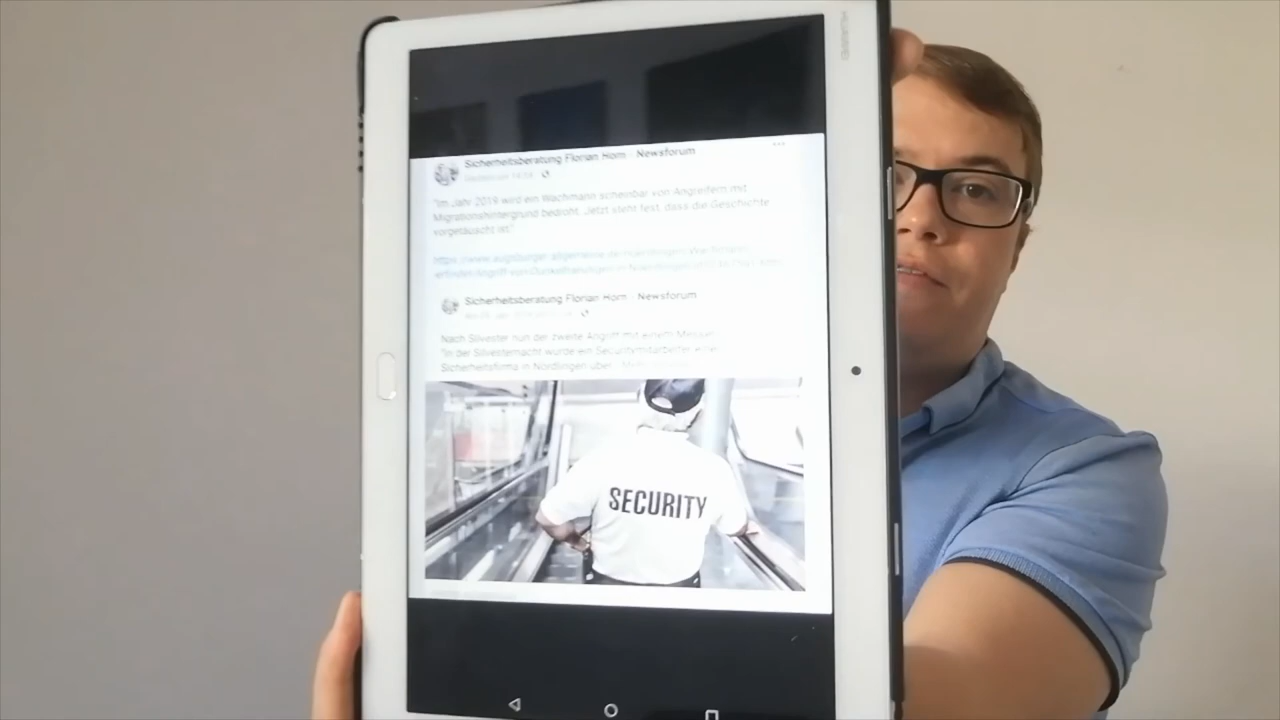 HUAWEI
Sicherheitsberatung Florian Horn - Newsforum
"Im Jahr 2019 wird ein Wachmann scheinbar von Angreifern mit
Migrationshintergrund bedroht. Jetzt steht fest, dass die Geschichte
vorgetäuscht ist."
Sicherheitsberatung Florian Horn - Newsforum
Nach Silvester nun der zweite Angriff mit einem Messer.
"In der Silvesternacht wurde ein Securitymitarbeiter einer
Sicherheitsfirma in Nördlingen über
SECURITY